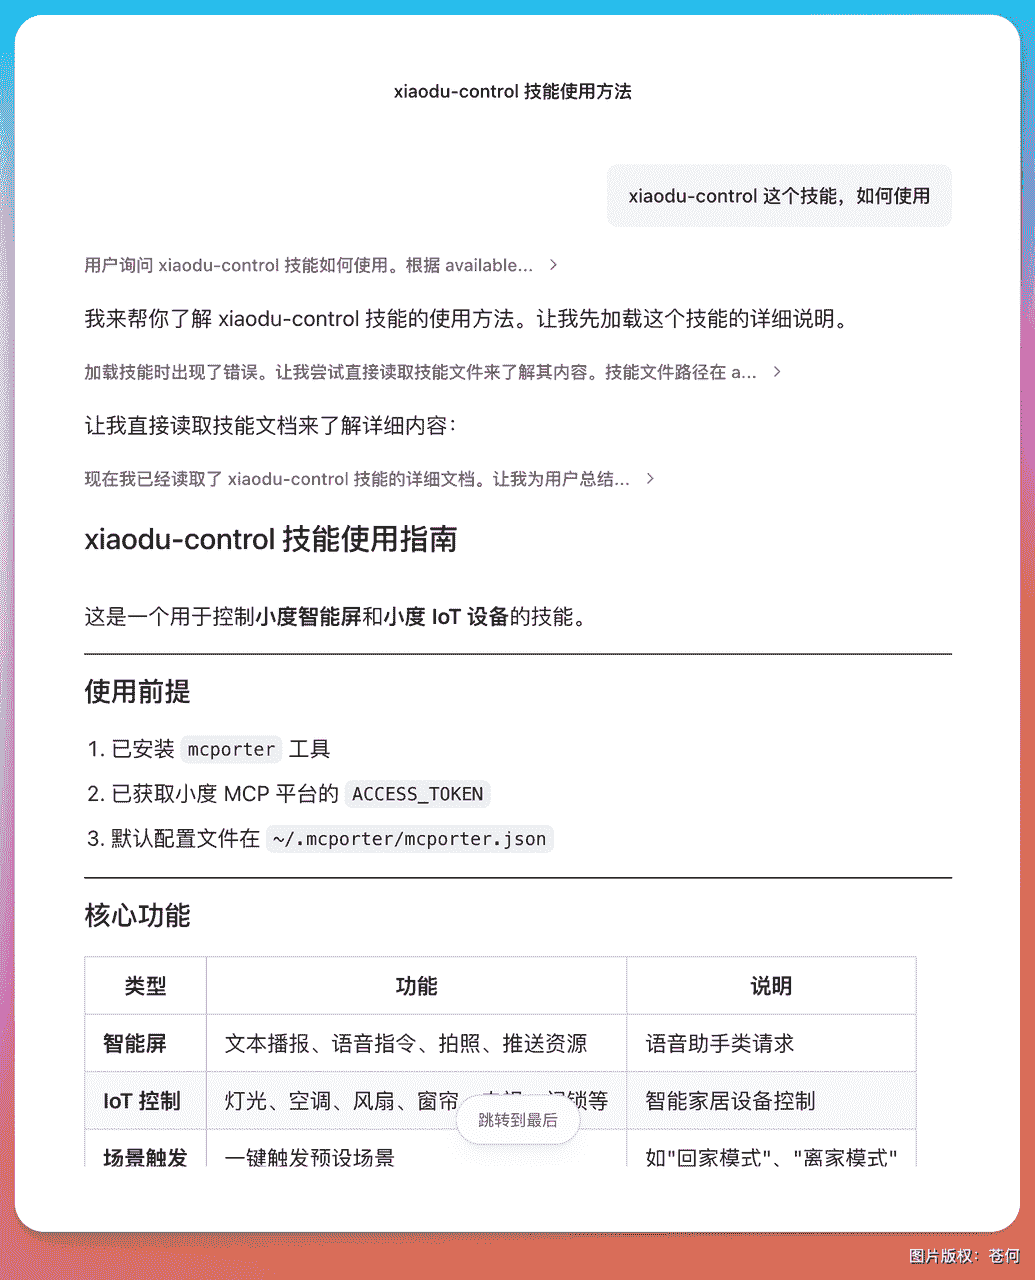 xiaodu-control 技能使用方法
xiaodu-control 这个技能，如何使用
用户询问 xiaodu-control 技能如何使用。根据 available...
我来帮你了解 xiaodu-control 技能的使用方法。让我先加载这个技能的详细说明。
加载技能时出现了错误。让我尝试直接读取技能文件来了解其内容。技能文件路径在 a...
让我直接读取技能文档来了解详细内容：
现在我已经读取了 xiaodu-control 技能的详细文档。让我为用户总结...
xiaodu-control 技能使用指南
这是一个用于控制小度智能屏和小度 IoT 设备的技能。
使用前提
1. 已安装 mcporter 工具
2. 已获取小度 MCP 平台的 ACCESS_TOKEN
3. 默认配置文件在 ~/.mcporter/mcporter.json
核心功能
类型 功能 说明
智能屏 文本播报、语音指令、拍照、推送资源 语音助手类请求
IoT 控制 灯光、空调、风扇、窗帘、锁等 智能家居设备控制
跳转到最后
场景触发 一键触发预设场景 如"回家模式"、"离家模式"
图片版权：苍何